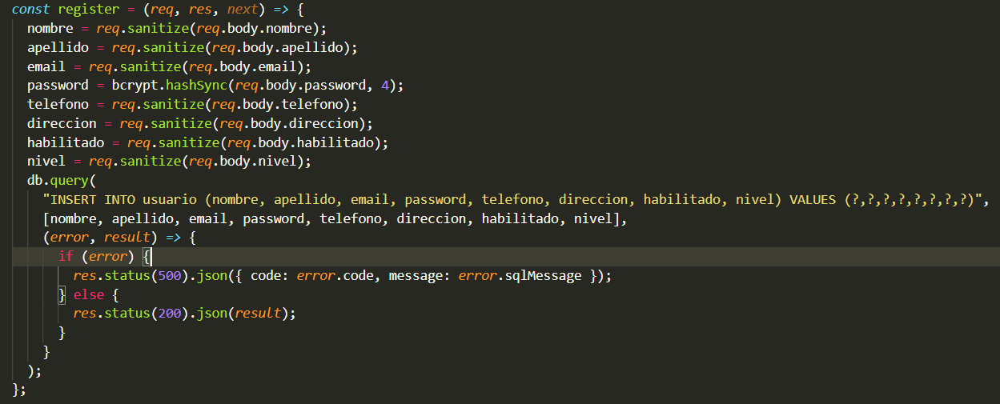 const register = (req, res, next) => {
  nombre = req.sanitize(req.body.nombre);
  apellido = req.sanitize(req.body.apellido);
  email = req.sanitize(req.body.email);
  password = bcrypt.hashSync(req.body.password, 4);
  telefono = req.sanitize(req.body.telefono);
  direccion = req.sanitize(req.body.direccion);
  habilitado = req.sanitize(req.body.habilitado);
  nivel = req.sanitize(req.body.nivel);
  db.query(
    "INSERT INTO usuario (nombre, apellido, email, password, telefono, direccion, habilitado, nivel) VALUES (?,?,?,?,?,?,?,?)",
    [nombre, apellido, email, password, telefono, direccion, habilitado, nivel],
    (error, result) => {
      if (error) {
        res.status(500).json({ code: error.code, message: error.sqlMessage });
      } else {
        res.status(200).json(result);
      }
    }
  );
};